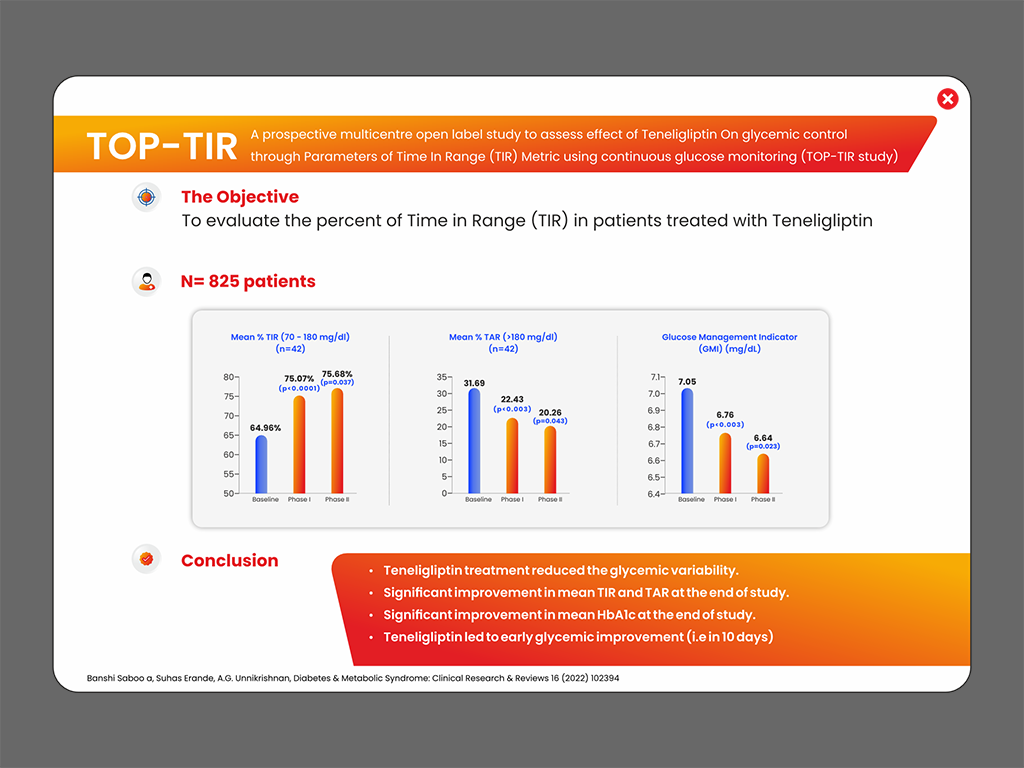 TOP-TIR
A prospective multicentre open label study to assess effect of Teneligliptin On glycemic control
through Parameters of Time In Range (TIR) Metric using continuous glucose monitoring (TOP-TIR study)
The Objective
To evaluate the percent of Time in Range (TIR) in patients treated with Teneligliptin
N= 825 patients
Mean % TIR (70 - 180 mg/dl)
(n=42)
80
75
70
65
60
55
50
64.96%
75.07%
(p<0.0001)
75.68%
(p=0.037)
Baseline Phase I Phase II
Mean % TAR (>180 mg/dl)
(n=42)
35
30
25
20
15
10
5
0
31.69
22.43
(p<0.003)
20.26
(p=0.043)
Baseline Phase I Phase II
Glucose Management Indicator
(GMI) (mg/dL)
7.1
7.0
6.9
6.8
6.7
6.6
6.5
6.4
7.05
6.76
(p<0.003)
6.64
(p=0.023)
Baseline Phase I Phase II
Conclusion
• Teneligliptin treatment reduced the glycemic variability.
• Significant improvement in mean TIR and TAR at the end of study.
• Significant improvement in mean HbA1c at the end of study.
• Teneligliptin led to early glycemic improvement (i.e in 10 days)
Banshi Saboo a, Suhas Erande, A.G. Unnikrishnan, Diabetes & Metabolic Syndrome: Clinical Research & Reviews 16 (2022) 102394